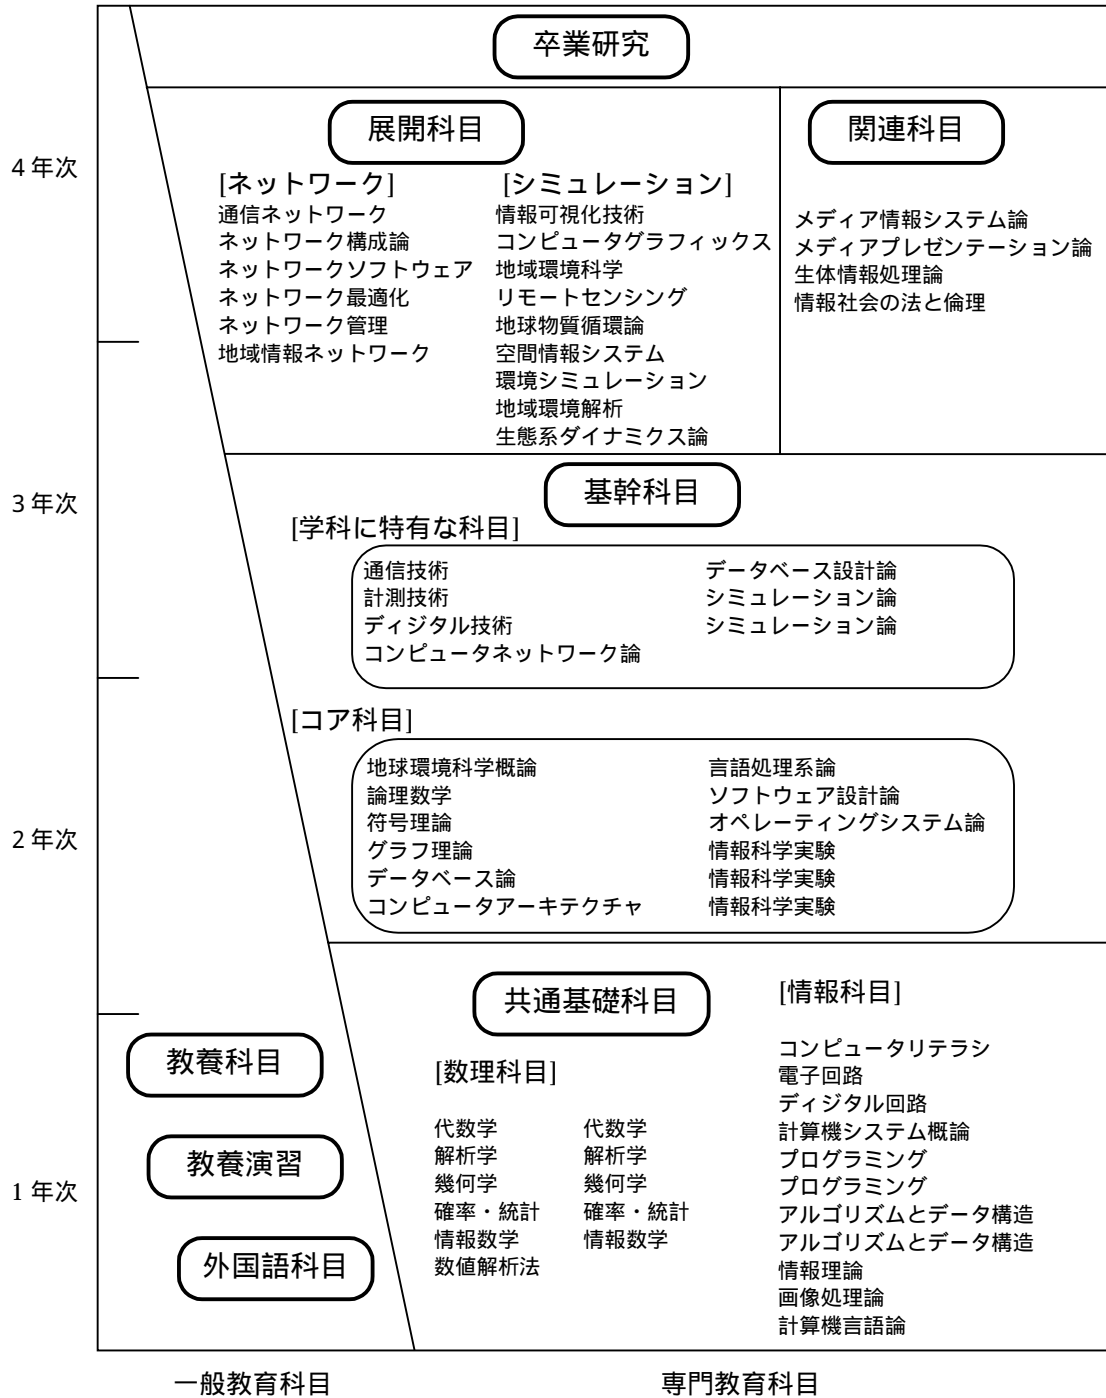 卒業研究
4年次
展開科目
[ネットワーク]
通信ネットワーク
ネットワーク構成論
ネットワークソフトウェア
ネットワーク最適化
ネットワーク管理
地域情報ネットワーク
[シミュレーション]
情報可視化技術
コンピュータグラフィックス
地域環境科学
リモートセンシング
地球物質循環論
空間情報システム
環境シミュレーション
地域環境解析
生態系ダイナミクス論
関連科目
メディア情報システム論
メディアプレゼンテーション論
生体情報処理論
情報社会の法と倫理
3年次
基幹科目
[学科に特有な科目]
通信技術
計測技術
ディジタル技術
コンピュータネットワーク論
データベース設計論
シミュレーション論
シミュレーション論
2年次
[コア科目]
地球環境科学概論
論理数学
符号理論
グラフ理論
データベース論
コンピュータアーキテクチャ
言語処理系論
ソフトウェア設計論
オペレーティングシステム論
情報科学実験
情報科学実験
情報科学実験
1年次
教養科目
教養演習
外国語科目
共通基礎科目
[数理科目]
代数学
解析学
幾何学
確率・統計
情報数学
数値解析法
代数学
解析学
幾何学
確率・統計
情報数学
[情報科目]
コンピュータリテラシ
電子回路
ディジタル回路
計算機システム概論
プログラミング
プログラミング
アルゴリズムとデータ構造
アルゴリズムとデータ構造
情報理論
画像処理論
計算機言語論
一般教育科目
専門教育科目